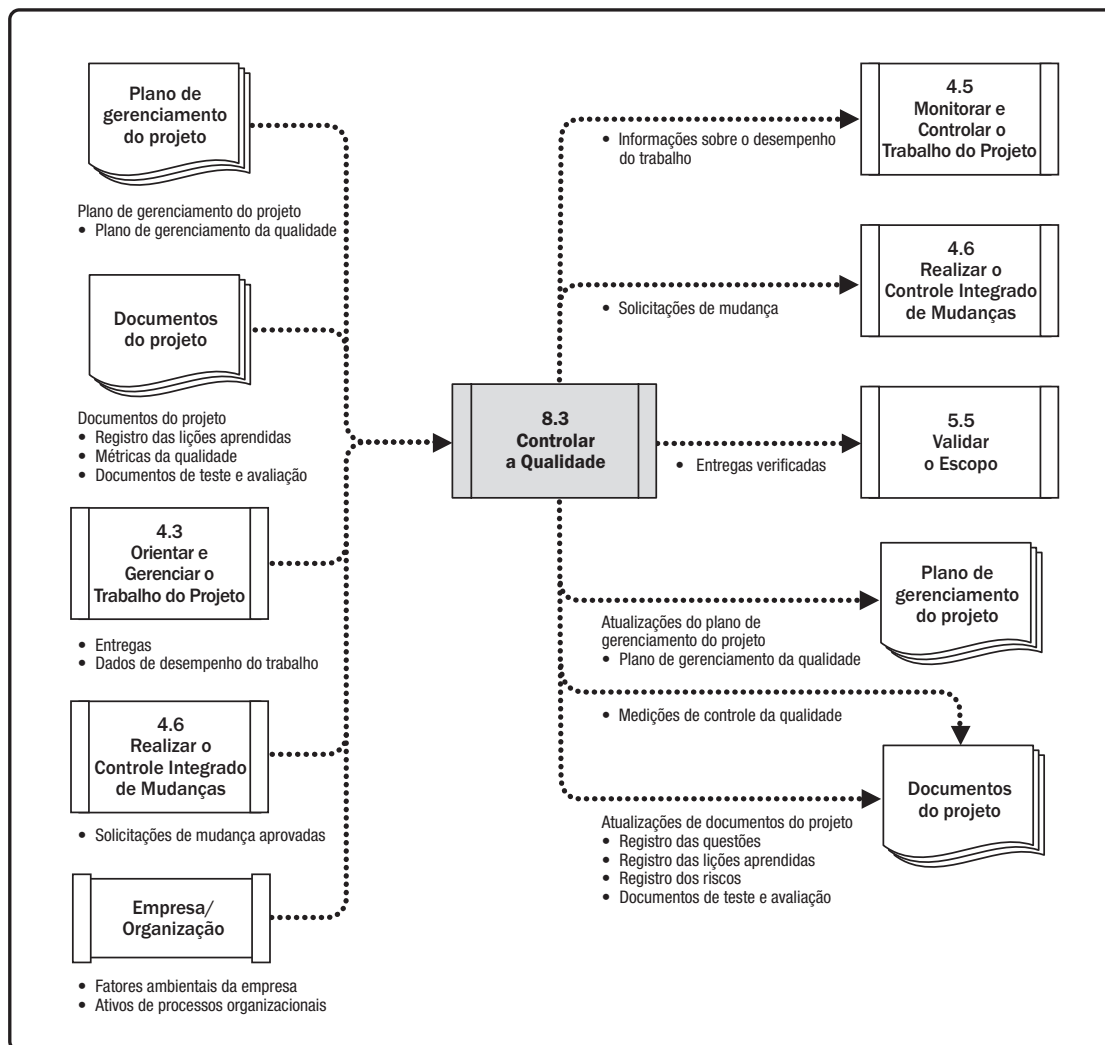 Plano de
gerenciamento
do projeto
Plano de gerenciamento do projeto
• Plano de gerenciamento da qualidade
Documentos
do projeto
Documentos do projeto
• Registro das lições aprendidas
• Métricas da qualidade
• Documentos de teste e avaliação
4.3
Orientar e
Gerenciar o
Trabalho do Projeto
• Entregas
• Dados de desempenho do trabalho
4.6
Realizar o
Controle Integrado
de Mudanças
• Solicitações de mudança aprovadas
Empresa/
Organização
• Fatores ambientais da empresa
• Ativos de processos organizacionais
8.3
Controlar
a Qualidade
• Informações sobre o desempenho
do trabalho
4.5
Monitorar e
Controlar o
Trabalho do Projeto
• Solicitações de mudança
4.6
Realizar o
Controle Integrado
de Mudanças
• Entregas verificadas
5.5
Validar
o Escopo
Atualizações do plano de
gerenciamento do projeto
• Plano de gerenciamento da qualidade
Plano de
gerenciamento
do projeto
• Medições de controle da qualidade
Documentos
do projeto
Atualizações de documentos do projeto
• Registro das questões
• Registro das lições aprendidas
• Registro dos riscos
• Documentos de teste e avaliação